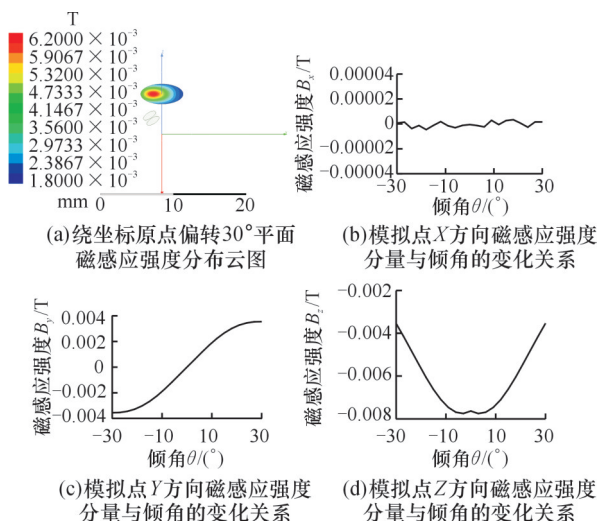 T
6.2000×10⁻³
5.9067×10⁻³
5.3200×10⁻³
4.7333×10⁻³
4.1467×10⁻³
3.5600×10⁻³
2.9733×10⁻³
2.3867×10⁻³
1.8000×10⁻³
mm
0
10
20
(a)绕坐标原点偏转30°平面
磁感应强度分布云图
磁感应强度Bx/T
0.00004
0.00002
0
−0.00002
−0.00004
−30
−10
10
30
倾角θ/(°)
(b)模拟点X方向磁感应强度
分量与倾角的变化关系
磁感应强度By/T
0.004
0.002
0
−0.002
−0.004
−30
−10
10
30
倾角θ/(°)
(c)模拟点Y方向磁感应强度
分量与倾角的变化关系
磁感应强度Bz/T
−0.002
−0.004
−0.006
−0.008
−30
−10
10
30
倾角θ/(°)
(d)模拟点Z方向磁感应强度
分量与倾角的变化关系